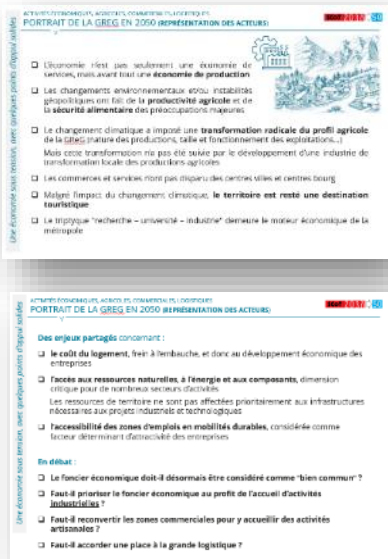 ACTIVITÉS ÉCONOMIQUES, AGRICOLES, COMMERCIALES, LOGISTIQUES
PORTRAIT DE LA GREG EN 2050 (REPRÉSENTATION DES ACTEURS)
Une économie sous tension, avec quelques points d'appui solides
❑ L'économie n'est pas seulement une économie de
services, mais avant tout une économie de production
❑ Les changements environnementaux et/ou instabilités
géopolitiques ont fait de la productivité agricole et de
la sécurité alimentaire des préoccupations majeures
❑ Le changement climatique a imposé une transformation radicale du profil agricole
de la GREG (nature des productions, taille et fonctionnement des exploitations...)
Mais cette transformation n'a pas été suivie par le développement d'une industrie de
transformation locale des productions agricoles
❑ Les commerces et services n'ont pas disparu des centres villes et centres bourg
❑ Malgré l'impact du changement climatique, le territoire est resté une destination
touristique
❑ Le triptyque "recherche – université – industrie" demeure le moteur économique de la
métropole
ACTIVITÉS ÉCONOMIQUES, AGRICOLES, COMMERCIALES, LOGISTIQUES
PORTRAIT DE LA GREG EN 2050 (REPRÉSENTATION DES ACTEURS)
Une économie sous tension, avec quelques points d'appui solides
Des enjeux partagés concernant :
❑ le coût du logement, frein à l'embauche, et donc au développement économique des
entreprises
❑ l'accès aux ressources naturelles, à l'énergie et aux composants, dimension
critique pour de nombreux secteurs d'activités
Les ressources de territoire ne sont pas affectées prioritairement aux infrastructures
nécessaires aux projets industriels et technologiques
❑ l'accessibilité des zones d'emplois en mobilités durables, considérée comme
facteur déterminant d'attractivité des entreprises
En débat :
❑ Le foncier économique doit-il désormais être considéré comme "bien commun" ?
❑ Faut-il prioriser le foncier économique au profit de l'accueil d'activités
industrielles ?
❑ Faut-il reconvertir les zones commerciales pour y accueillir des activités
artisanales ?
❑ Faut-il accorder une place à la grande logistique ?